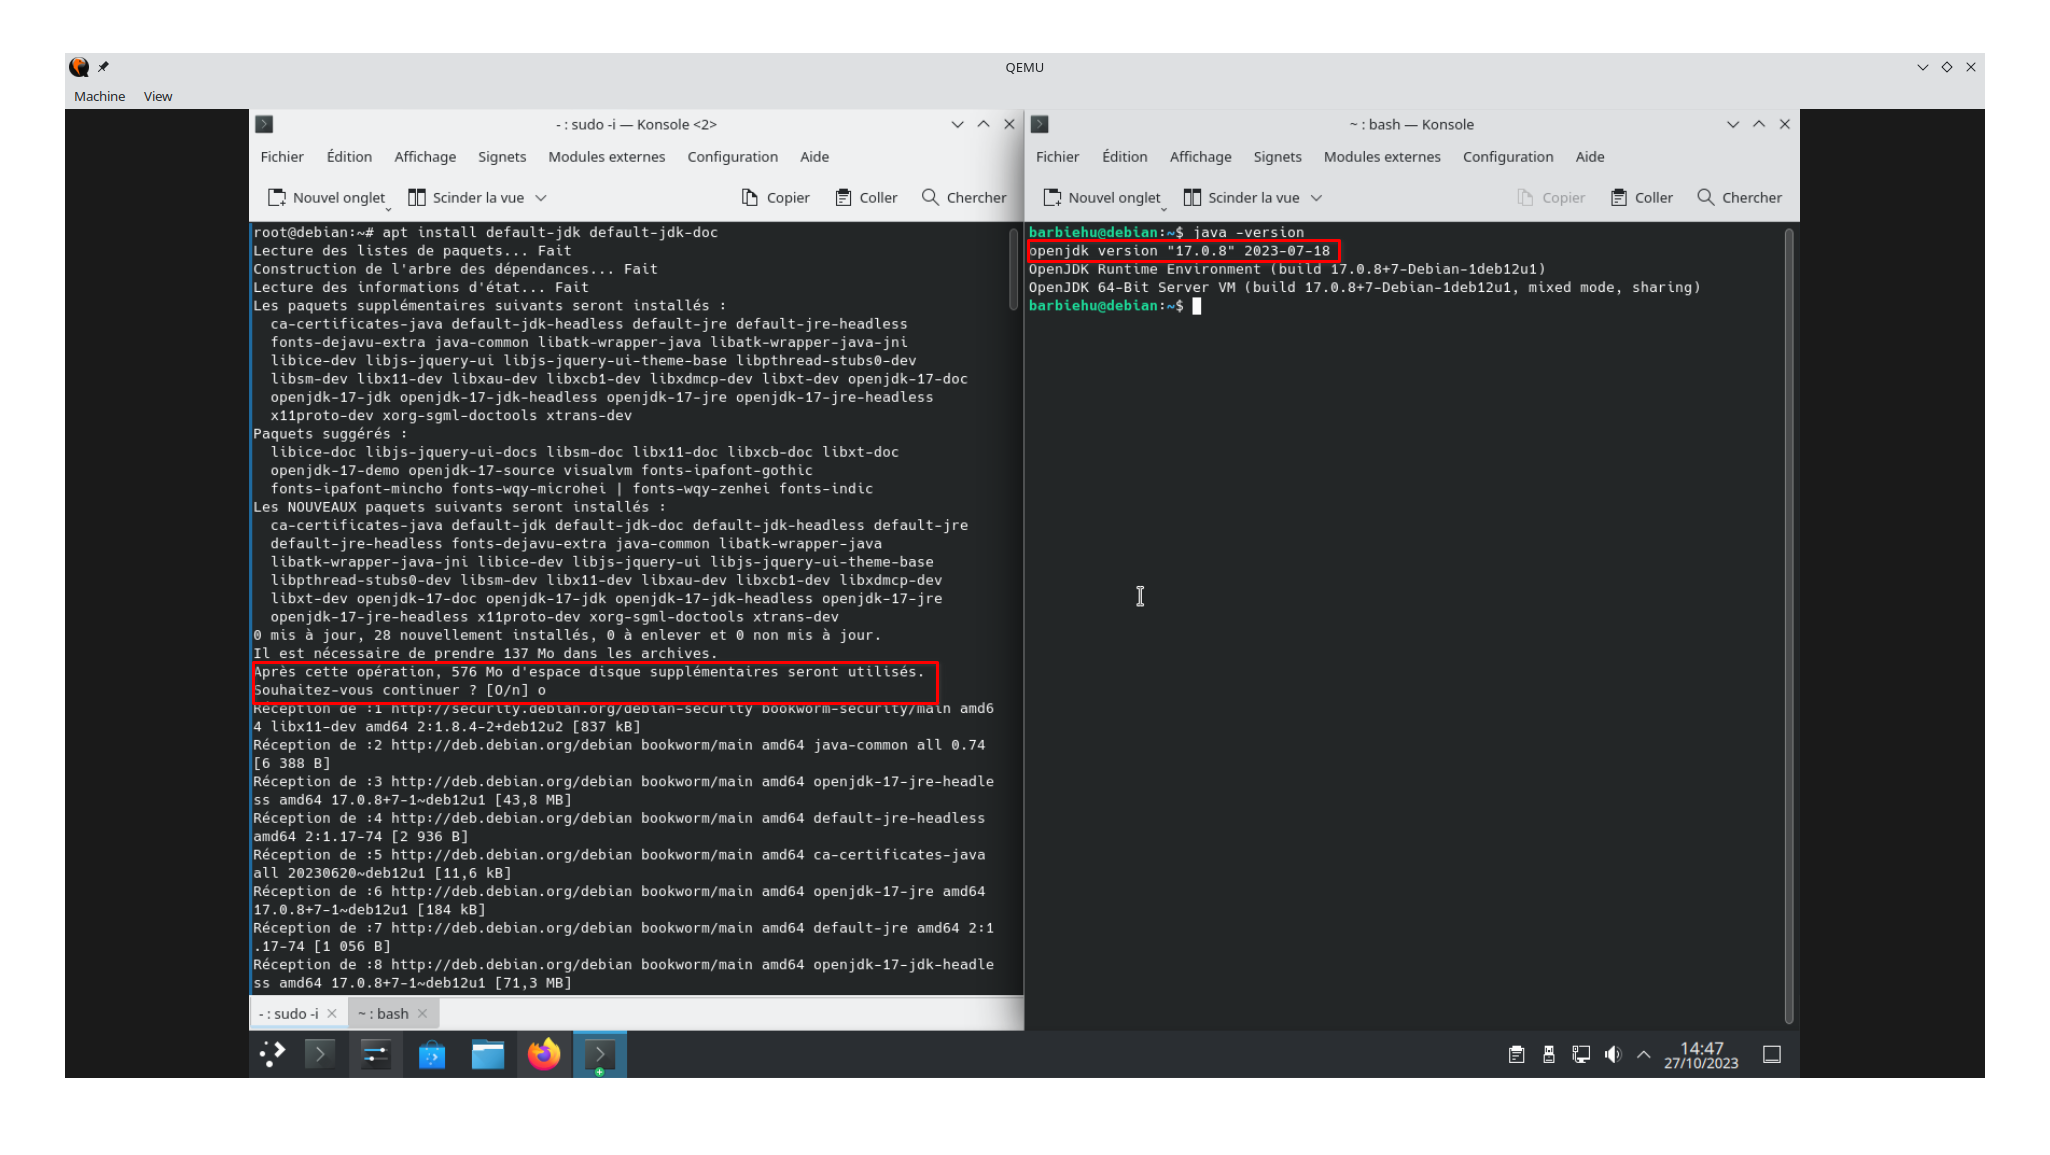 QEMU
Machine View
- : sudo -i — Konsole <2>
Fichier Édition Affichage Signets Modules externes Configuration Aide
Nouvel onglet Scinder la vue Copier Coller Chercher
root@debian:~# apt install default-jdk default-jdk-doc
Lecture des listes de paquets... Fait
Construction de l'arbre des dépendances... Fait
Lecture des informations d'état... Fait
Les paquets supplémentaires suivants seront installés :
ca-certificates-java default-jdk-headless default-jre default-jre-headless
fonts-dejavu-extra java-common libatk-wrapper-java libatk-wrapper-java-jni
libice-dev libjs-jquery-ui libjs-jquery-ui-theme-base libpthread-stubs0-dev
libsm-dev libx11-dev libxau-dev libxcb1-dev libxdmcp-dev libxt-dev openjdk-17-doc
openjdk-17-jdk openjdk-17-jdk-headless openjdk-17-jre openjdk-17-jre-headless
x11proto-dev xorg-sgml-doctools xtrans-dev
Paquets suggérés :
libice-doc libjs-jquery-ui-docs libsm-doc libx11-doc libxcb-doc libxt-doc
openjdk-17-demo openjdk-17-source visualvm fonts-ipafont-gothic
fonts-ipafont-mincho fonts-wqy-microhei | fonts-wqy-zenhei fonts-indic
Les NOUVEAUX paquets suivants seront installés :
ca-certificates-java default-jdk default-jdk-doc default-jdk-headless default-jre
default-jre-headless fonts-dejavu-extra java-common libatk-wrapper-java
libatk-wrapper-java-jni libice-dev libjs-jquery-ui libjs-jquery-ui-theme-base
libpthread-stubs0-dev libsm-dev libx11-dev libxau-dev libxcb1-dev libxdmcp-dev
libxt-dev openjdk-17-doc openjdk-17-jdk openjdk-17-jdk-headless openjdk-17-jre
openjdk-17-jre-headless x11proto-dev xorg-sgml-doctools xtrans-dev
0 mis à jour, 28 nouvellement installés, 0 à enlever et 0 non mis à jour.
Il est nécessaire de prendre 137 Mo dans les archives.
Après cette opération, 576 Mo d'espace disque supplémentaires seront utilisés.
Souhaitez-vous continuer ? [O/n] o
Réception de :1 http://security.debian.org/debian-security bookworm-security/main amd6
4 libx11-dev amd64 2:1.8.4-2+deb12u2 [837 kB]
Réception de :2 http://deb.debian.org/debian bookworm/main amd64 java-common all 0.74
[6 388 B]
Réception de :3 http://deb.debian.org/debian bookworm/main amd64 openjdk-17-jre-headle
ss amd64 17.0.8+7-1~deb12u1 [43,8 MB]
Réception de :4 http://deb.debian.org/debian bookworm/main amd64 default-jre-headless
amd64 2:1.17-74 [2 936 B]
Réception de :5 http://deb.debian.org/debian bookworm/main amd64 ca-certificates-java
all 20230620~deb12u1 [11,6 kB]
Réception de :6 http://deb.debian.org/debian bookworm/main amd64 openjdk-17-jre amd64
17.0.8+7-1~deb12u1 [184 kB]
Réception de :7 http://deb.debian.org/debian bookworm/main amd64 default-jre amd64 2:1
.17-74 [1 056 B]
Réception de :8 http://deb.debian.org/debian bookworm/main amd64 openjdk-17-jdk-headle
ss amd64 17.0.8+7-1~deb12u1 [71,3 MB]
- : sudo -i ~ : bash
~ : bash — Konsole
Fichier Édition Affichage Signets Modules externes Configuration Aide
Nouvel onglet Scinder la vue Copier Coller Chercher
barbiehu@debian:~$ java -version
openjdk version "17.0.8" 2023-07-18
OpenJDK Runtime Environment (build 17.0.8+7-Debian-1deb12u1)
OpenJDK 64-Bit Server VM (build 17.0.8+7-Debian-1deb12u1, mixed mode, sharing)
barbiehu@debian:~$
14:47
27/10/2023